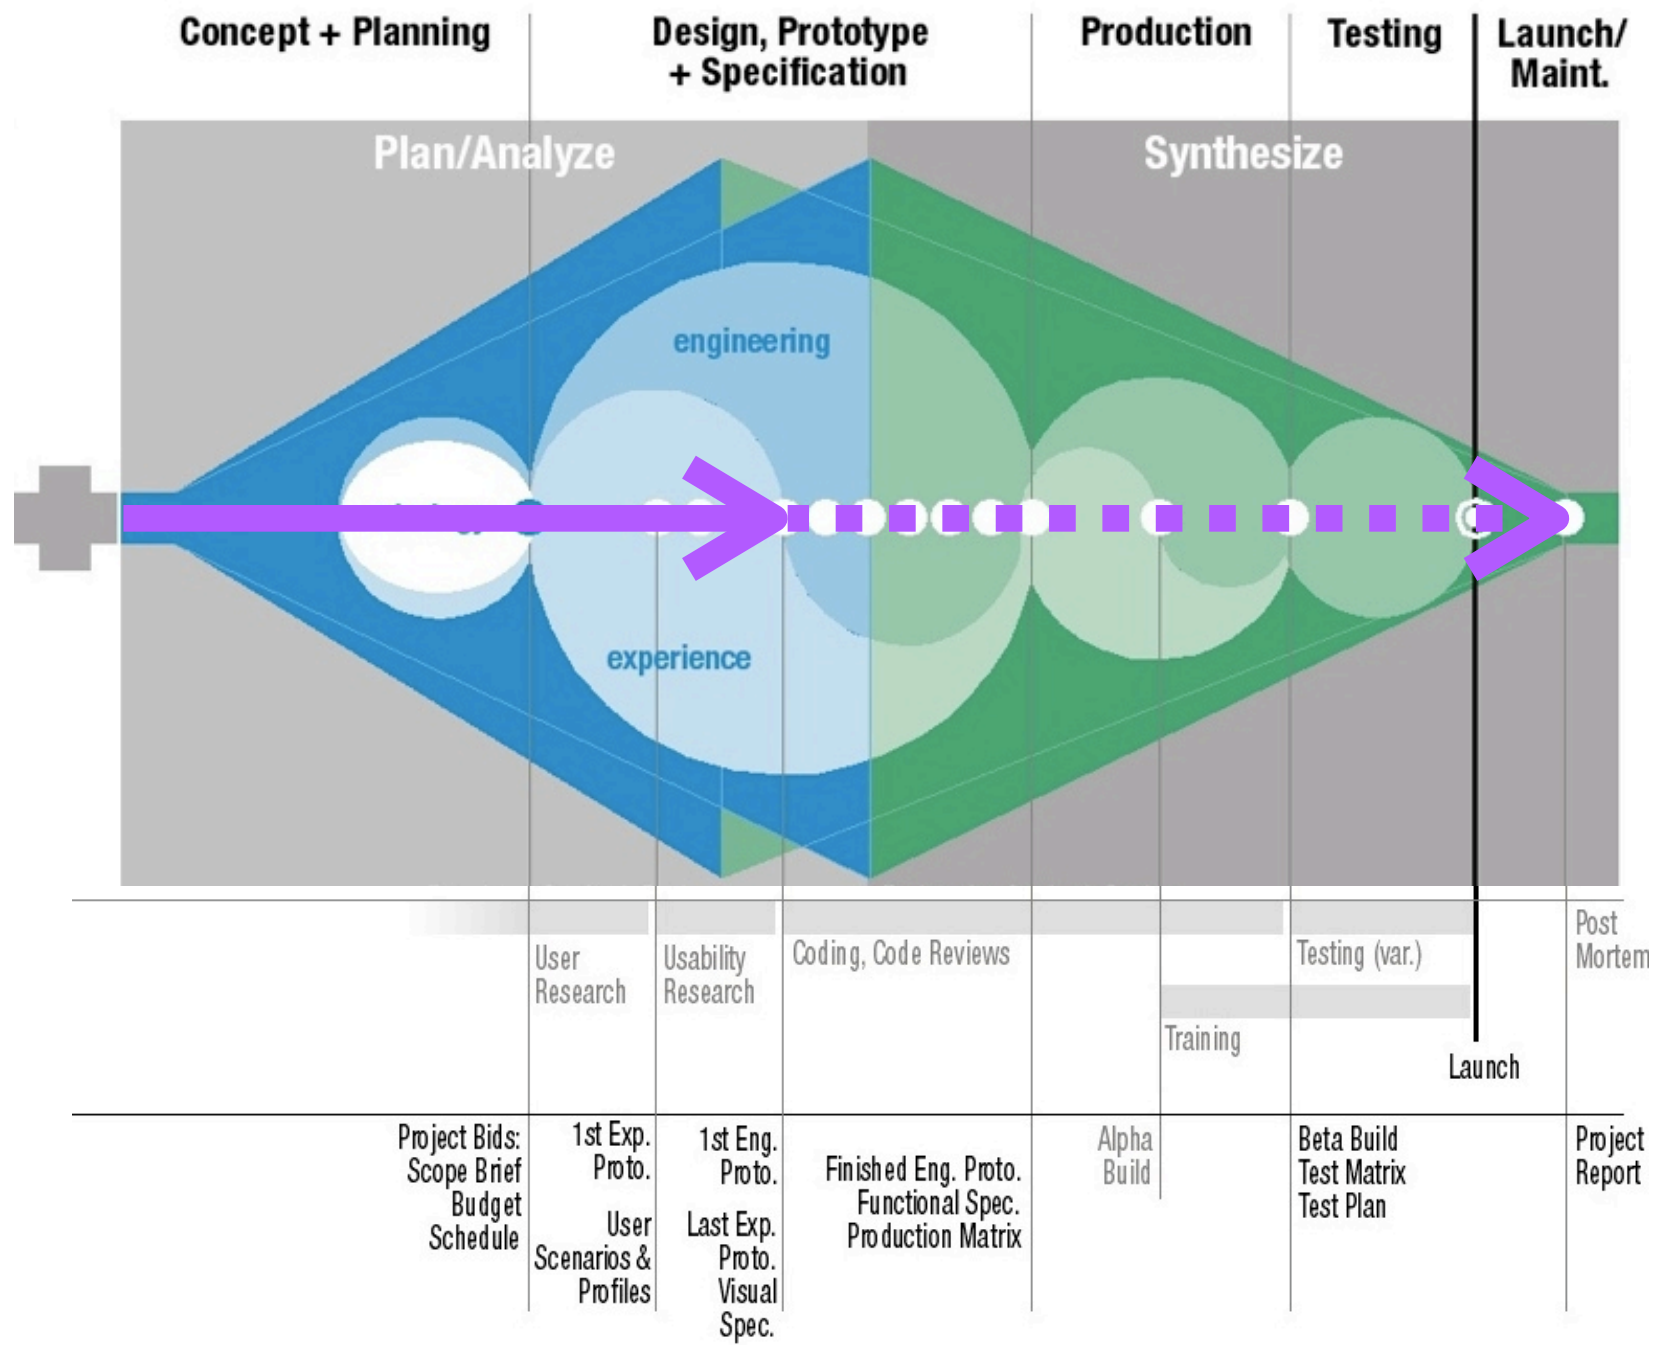 Concept + Planning
Design, Prototype
+ Specification
Production
Testing
Launch/
Maint.
Plan/Analyze
Synthesize
engineering
experience
User
Research
Usability
Research
Coding, Code Reviews
Testing (var.)
Post
Mortem
Training
Launch
Project Bids:
Scope Brief
Budget
Schedule
1st Exp.
Proto.
User
Scenarios &
Profiles
1st Eng.
Proto.
Last Exp.
Proto.
Visual
Spec.
Finished Eng. Proto.
Functional Spec.
Production Matrix
Alpha
Build
Beta Build
Test Matrix
Test Plan
Project
Report